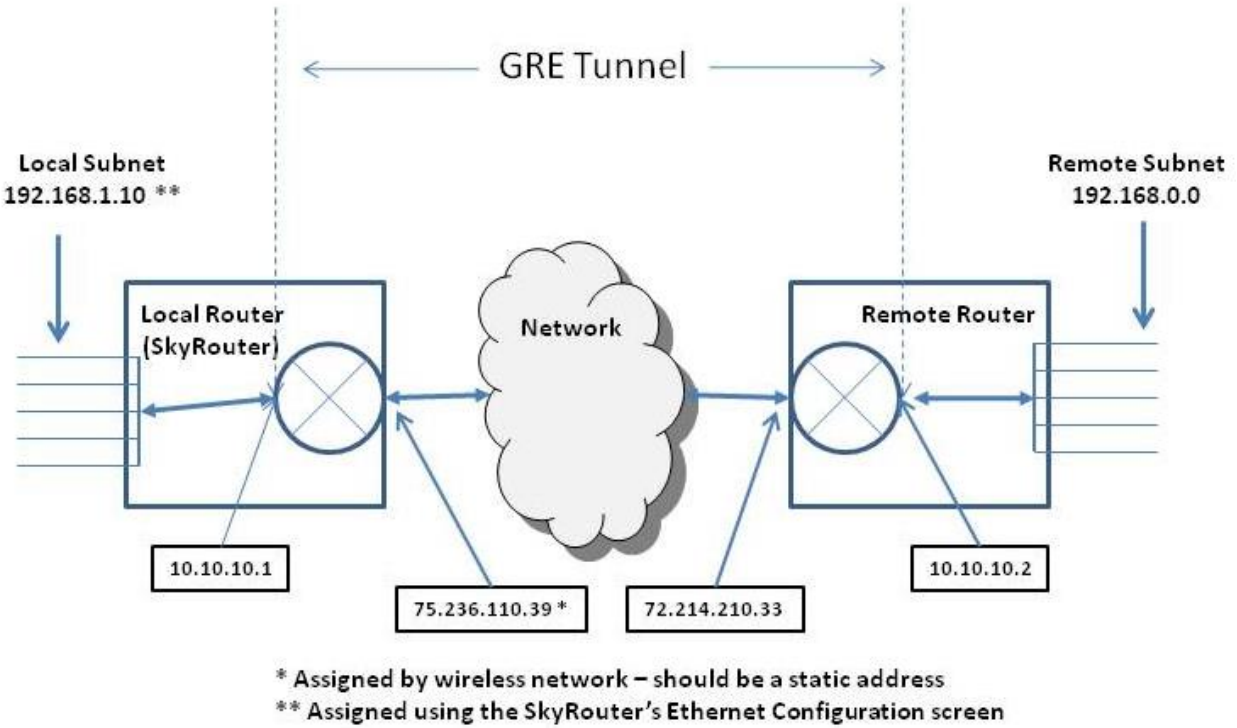 GRE Tunnel
Local Subnet
192.168.1.10 **
Remote Subnet
192.168.0.0
Local Router
(SkyRouter)
Network
Remote Router
10.10.10.1
75.236.110.39 *
72.214.210.33
10.10.10.2
* Assigned by wireless network – should be a static address
** Assigned using the SkyRouter's Ethernet Configuration screen